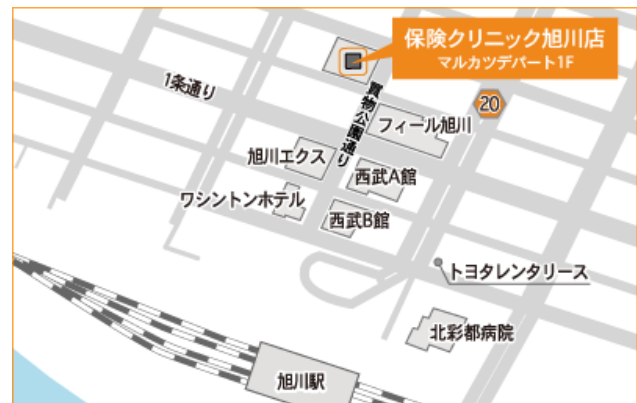 保険クリニック旭川店
マルカツデパート1F
1条通り
買物公園通り
20
フィール旭川
旭川エクス
西武A館
ワシントンホテル
西武B館
トヨタレンタリース
北彩都病院
旭川駅